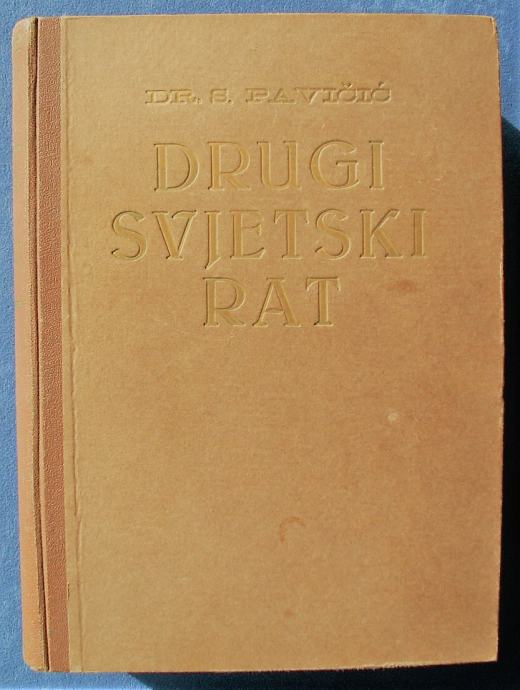 DR. S. PAVIČIĆ
DRUGI
SVJETSKI
RAT